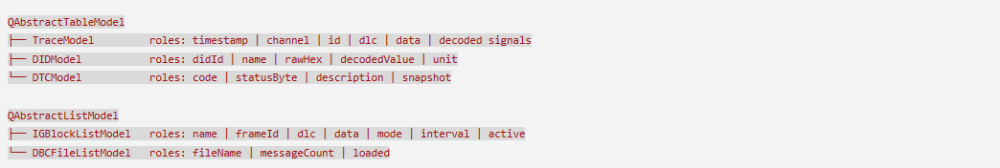 QAbstractTableModel
├── TraceModel         roles: timestamp | channel | id | dlc | data | decoded signals
├── DIDModel           roles: didId | name | rawHex | decodedValue | unit
└── DTCModel           roles: code | statusByte | description | snapshot
QAbstractListModel
├── IGBlockListModel   roles: name | frameId | dlc | data | mode | interval | active
└── DBCFileListModel   roles: fileName | messageCount | loaded